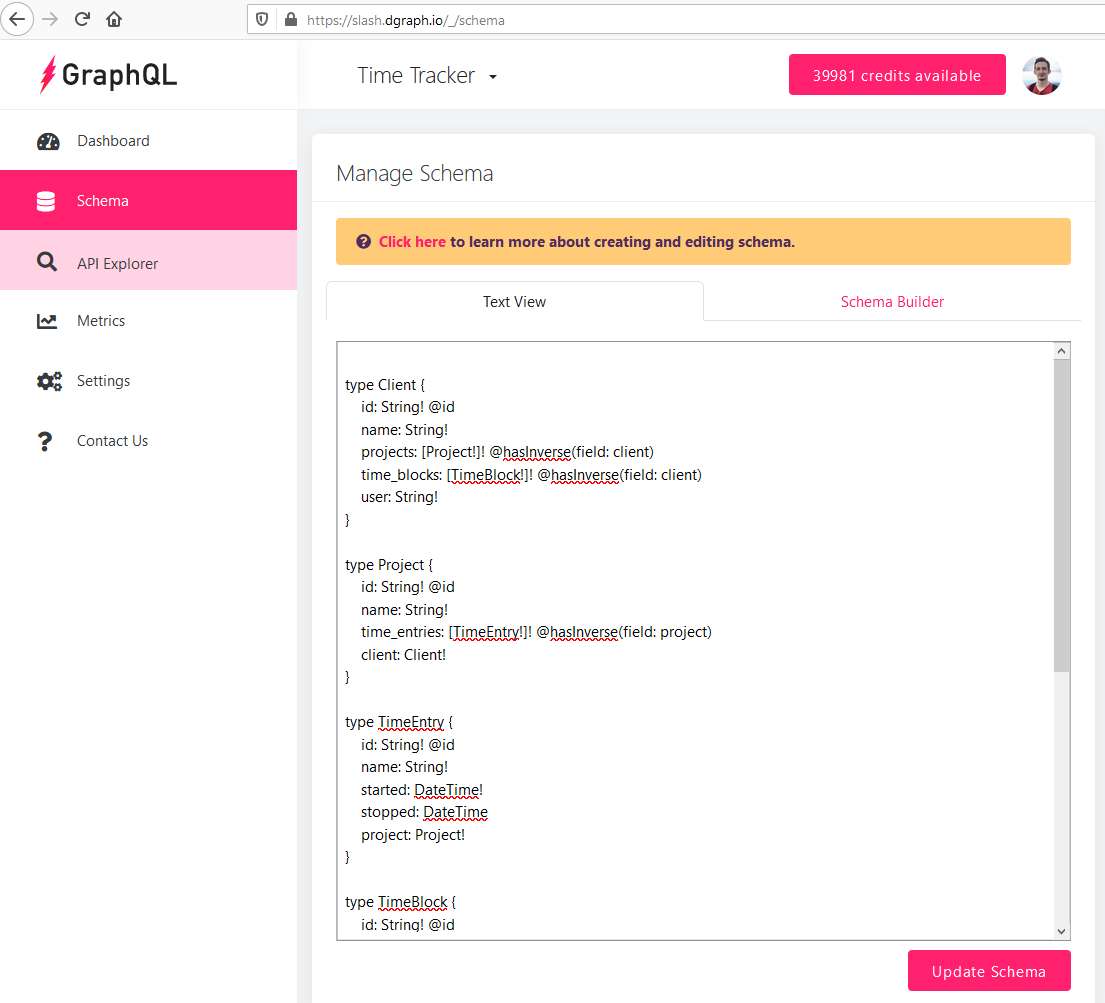 https://slash.dgraph.io/_/schema
GraphQL
Time Tracker
39981 credits available
Dashboard
Schema
API Explorer
Metrics
Settings
Contact Us
Manage Schema
Click here to learn more about creating and editing schema.
Text View
Schema Builder
type Client {
    id: String! @id
    name: String!
    projects: [Project!]! @hasInverse(field: client)
    time_blocks: [TimeBlock!]! @hasInverse(field: client)
    user: String!
}
type Project {
    id: String! @id
    name: String!
    time_entries: [TimeEntry!]! @hasInverse(field: project)
    client: Client!
}
type TimeEntry {
    id: String! @id
    name: String!
    started: DateTime!
    stopped: DateTime
    project: Project!
}
type TimeBlock {
    id: String! @id
Update Schema